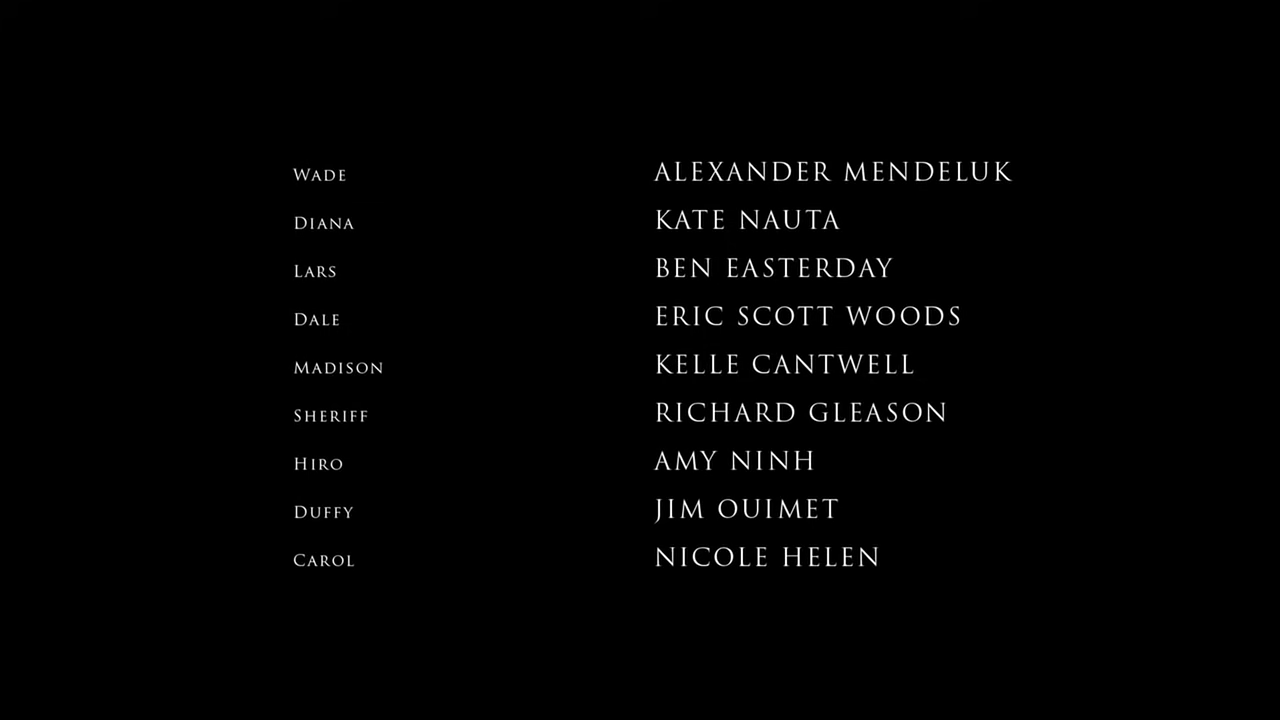 Wade ALEXANDER MENDELUK
Diana KATE NAUTA
Lars BEN EASTERDAY
Dale ERIC SCOTT WOODS
Madison KELLE CANTWELL
Sheriff RICHARD GLEASON
Hiro AMY NINH
Duffy JIM OUIMET
Carol NICOLE HELEN